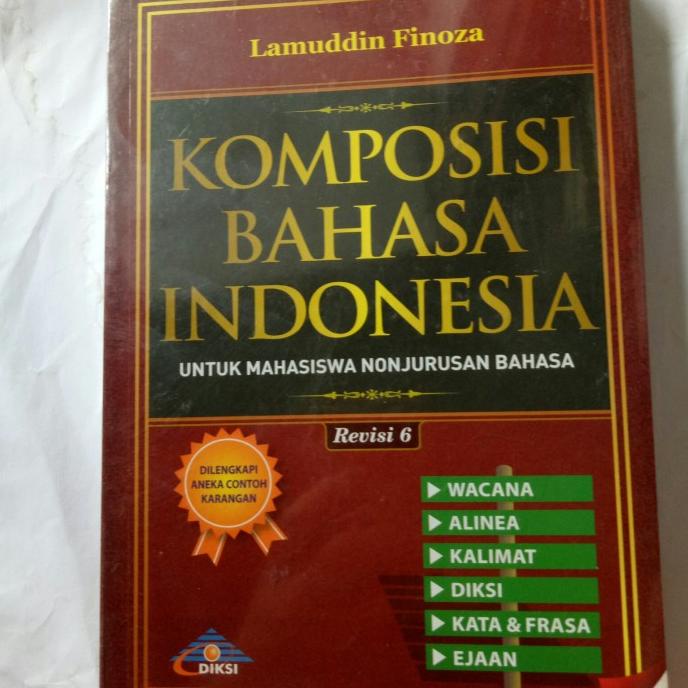 Lamuddin Finoza
KOMPOSISI
BAHASA
INDONESIA
UNTUK MAHASISWA NONJURUSAN BAHASA
Revisi 6
DILENGKAPI
ANEKA CONTOH
KARANGAN
WACANA
ALINEA
KALIMAT
DIKSI
KATA & FRASA
EJAAN
DIKSI